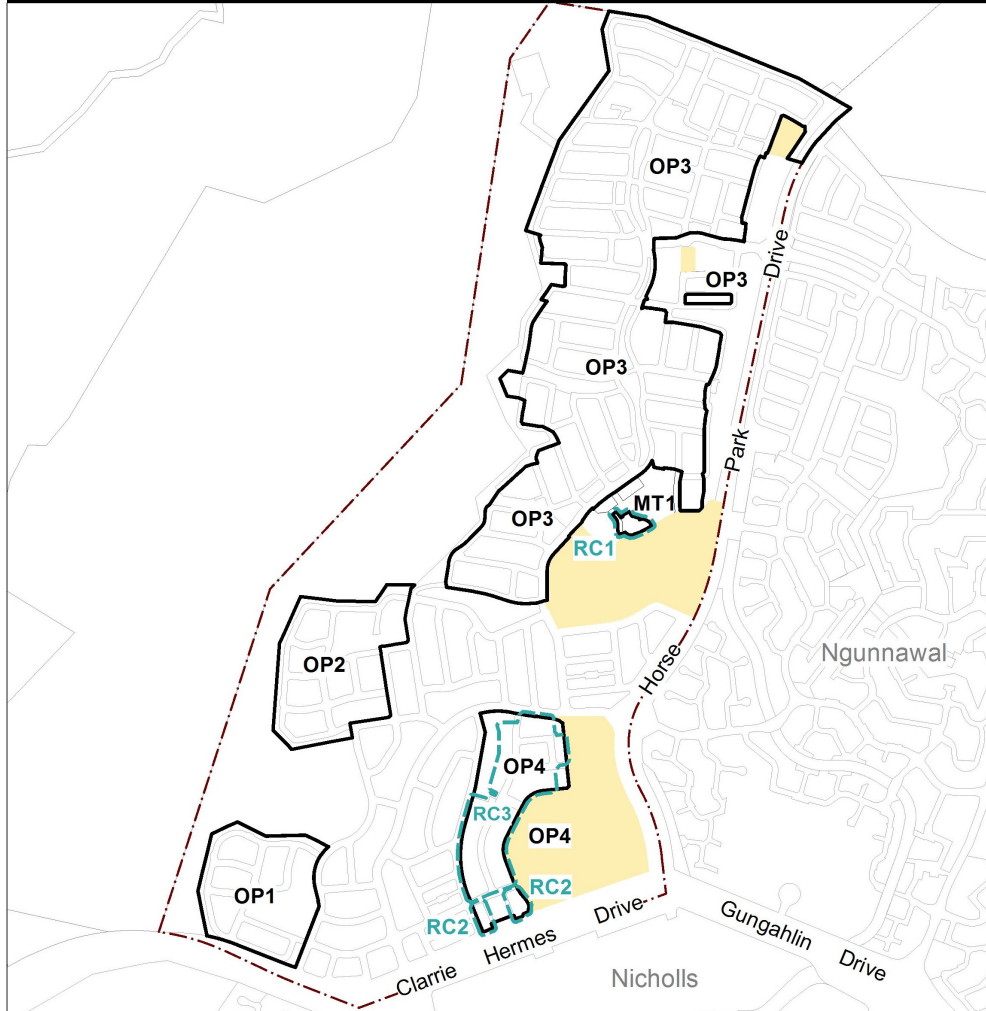 OP3
Drive
OP3
OP3
Park
OP3
MT1
RC1
Horse
Ngunnawal
OP2
OP4
RC3
OP4
OP1
RC2
RC2
Clarrie Hermes Drive
Gungahlin Drive
Nicholls